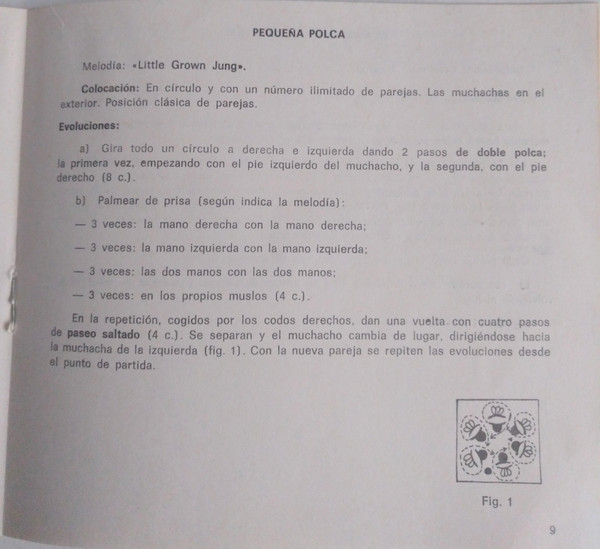 PEQUEÑA POLCA
Melodía: «Little Grown Jung».
Colocación: En círculo y con un número ilimitado de parejas. Las muchachas en el
exterior. Posición clásica de parejas.
Evoluciones:
a) Gira todo un círculo a derecha e izquierda dando 2 pasos de doble polca;
la primera vez, empezando con el pie izquierdo del muchacho, y la segunda, con el pie
derecho (8 c.).
b) Palmear de prisa (según indica la melodía):
— 3 veces: la mano derecha con la mano derecha;
— 3 veces: la mano izquierda con la mano izquierda;
— 3 veces: las dos manos con las dos manos;
— 3 veces: en los propios muslos (4 c.).
En la repetición, cogidos por los codos derechos, dan una vuelta con cuatro pasos
de paseo saltado (4 c.). Se separan y el muchacho cambia de lugar, dirigiéndose hacia
la muchacha de la izquierda (fig. 1). Con la nueva pareja se repiten las evoluciones desde
el punto de partida.
Fig. 1
9